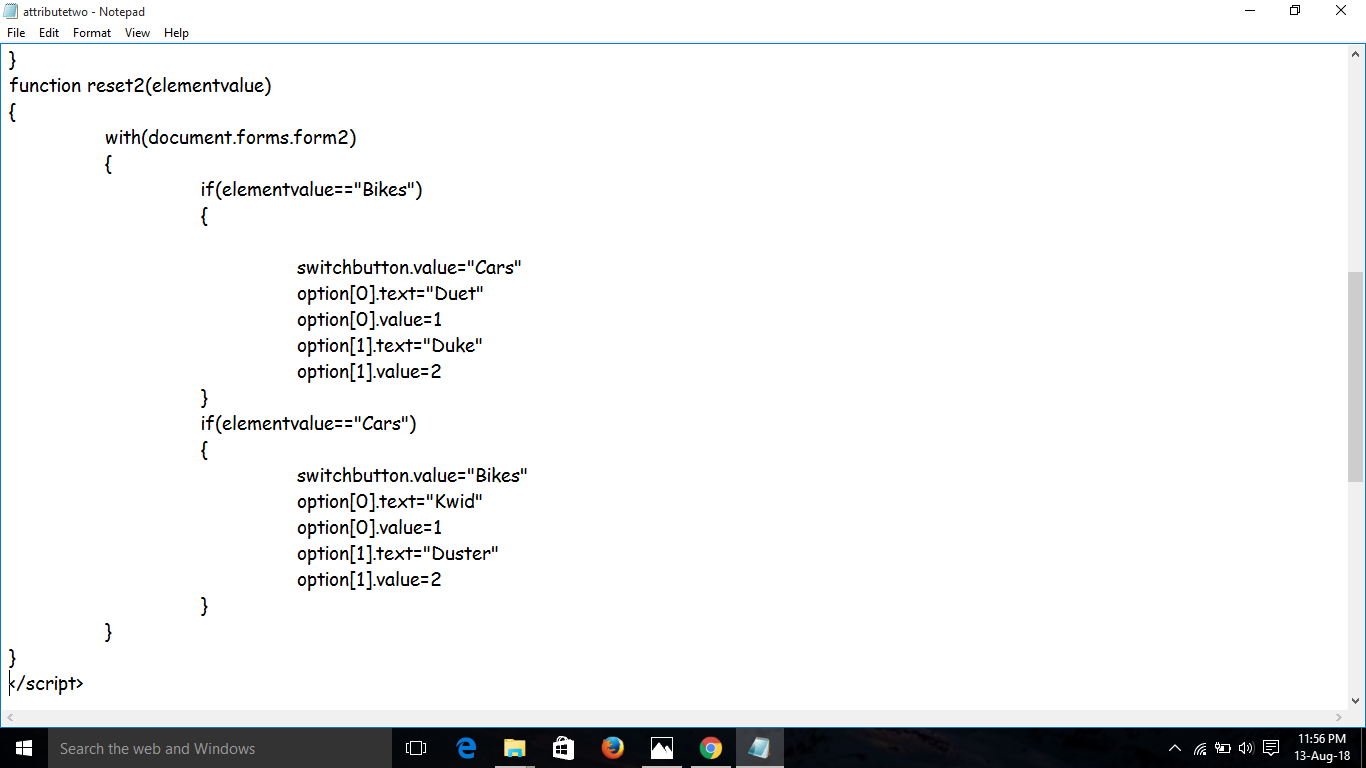 attributetwo - Notepad
File Edit Format View Help
}
function reset2(elementvalue)
{
with(document.forms.form2)
{
if(elementvalue=="Bikes")
{
switchbutton.value="Cars"
option[0].text="Duet"
option[0].value=1
option[1].text="Duke"
option[1].value=2
}
if(elementvalue=="Cars")
{
switchbutton.value="Bikes"
option[0].text="Kwid"
option[0].value=1
option[1].text="Duster"
option[1].value=2
}
}
}
</script>
Search the web and Windows
11:56 PM
13-Aug-18